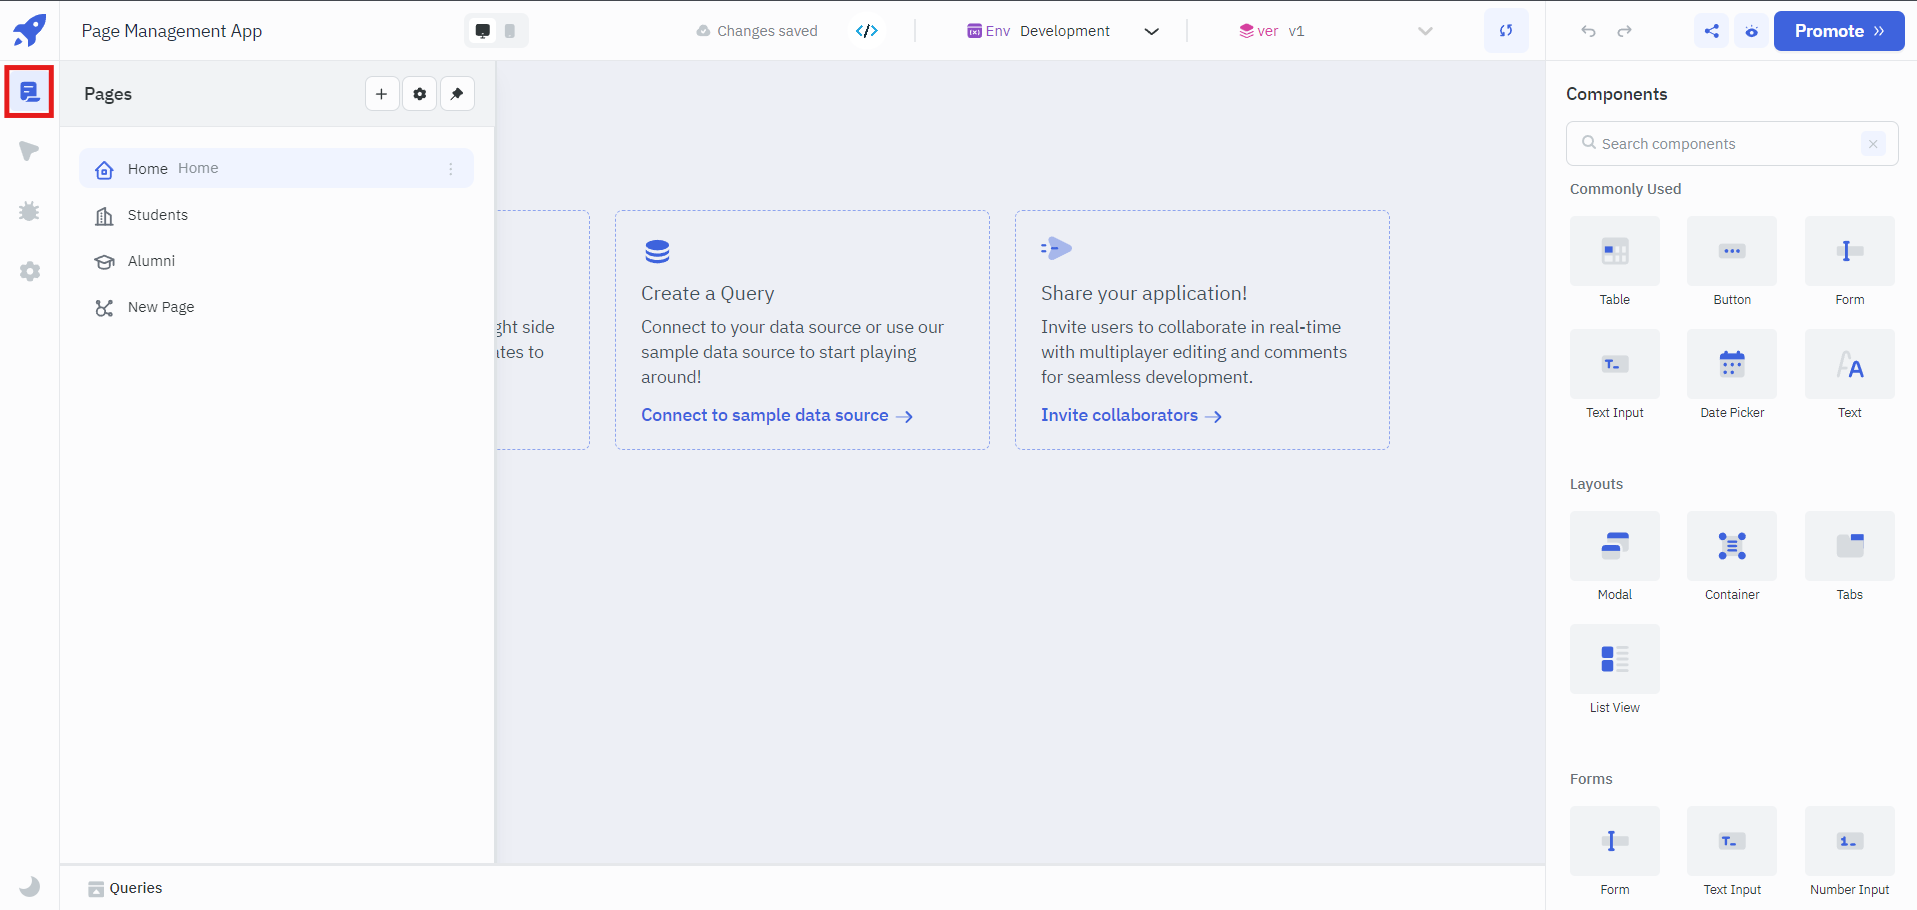 Page Management App
Changes saved
Env Development
ver v1
Promote
Pages
Home Home
Students
Alumni
New Page
ght side
ates to
Create a Query
Connect to your data source or use our
sample data source to start playing
around!
Connect to sample data source
Share your application!
Invite users to collaborate in real-time
with multiplayer editing and comments
for seamless development.
Invite collaborators
Queries
Components
Search components
Commonly Used
Table
Button
Form
Text Input
Date Picker
Text
Layouts
Modal
Container
Tabs
List View
Forms
Form
Text Input
Number Input